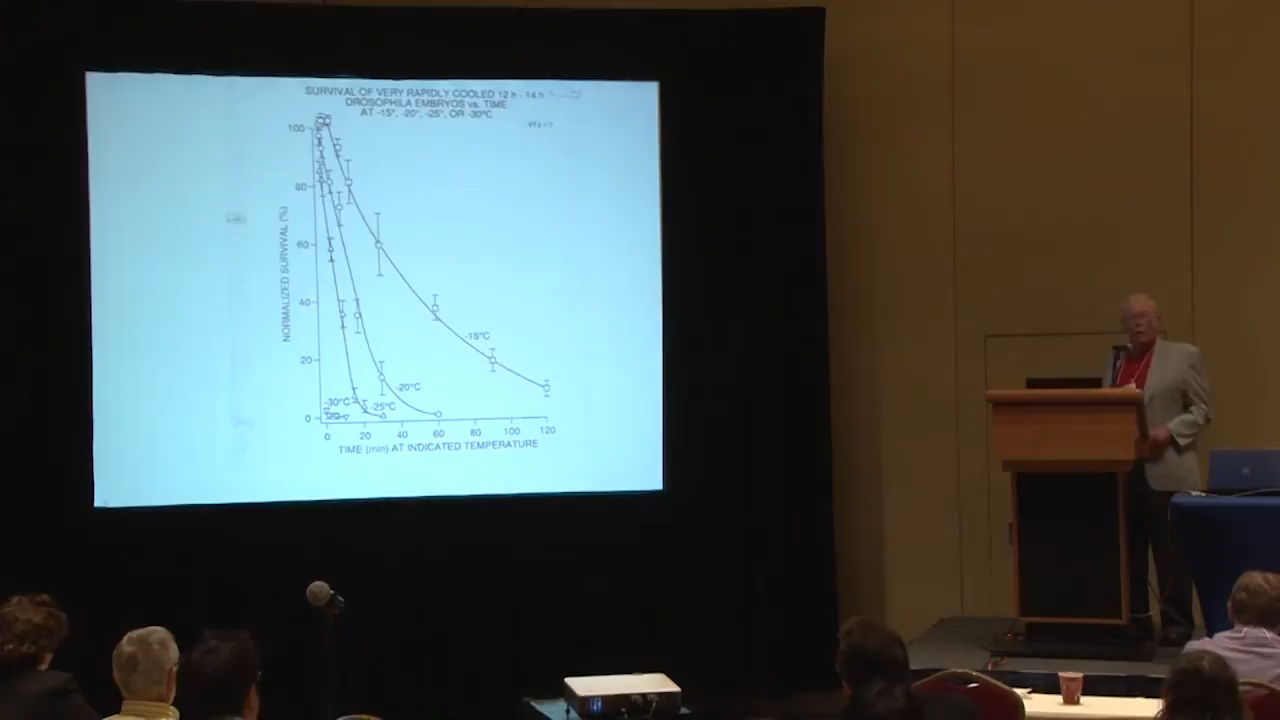 SURVIVAL OF VERY RAPIDLY COOLED 12 h - 14 h
DROSOPHILA EMBRYOS vs. TIME
AT -15°, -20°, -25°, OR -30°C
100
80
60
40
20
0
NORMALIZED SURVIVAL (%)
-15°C
-20°C
-30°C
-25°C
0 20 40 60 80 100 120
TIME (min) AT INDICATED TEMPERATURE